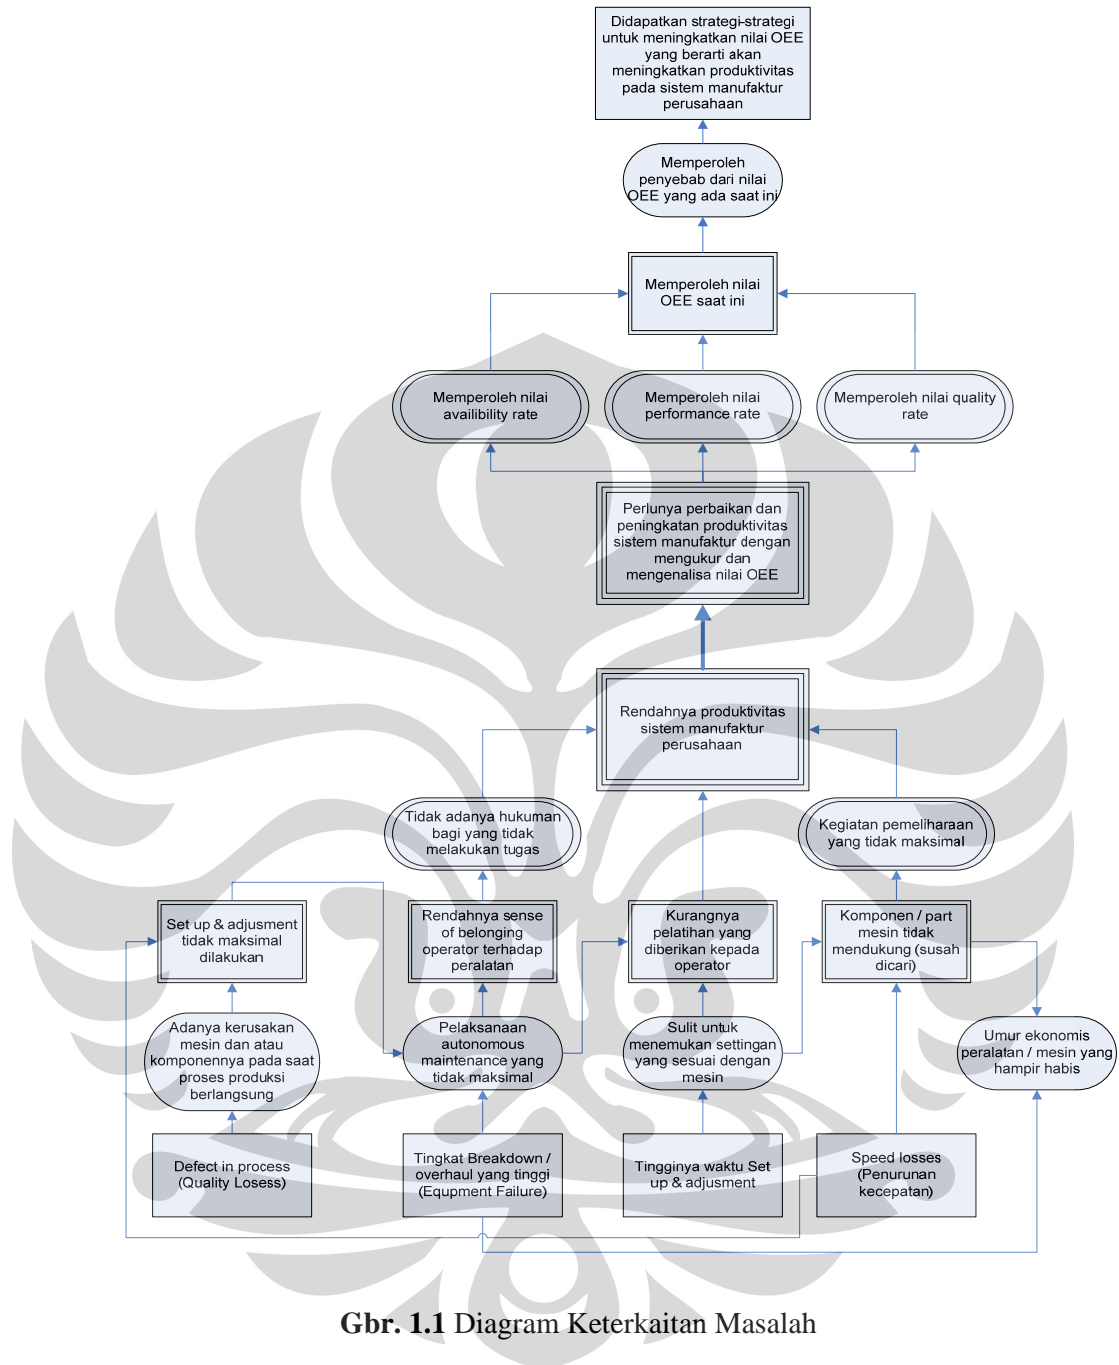 Didapatkan strategi-strategi
untuk meningkatkan nilai OEE
yang berarti akan
meningkatkan produktivitas
pada sistem manufaktur
perusahaan
Memperoleh
penyebab dari nilai
OEE yang ada saat ini
Memperoleh nilai
OEE saat ini
Memperoleh nilai
availibility rate
Memperoleh nilai
performance rate
Memperoleh nilai quality
rate
Perlunya perbaikan dan
peningkatan produktivitas
sistem manufaktur dengan
mengukur dan
mengenalisa nilai OEE
Rendahnya produktivitas
sistem manufaktur
perusahaan
Tidak adanya hukuman
bagi yang tidak
melakukan tugas
Kegiatan pemeliharaan
yang tidak maksimal
Set up & adjusment
tidak maksimal
dilakukan
Rendahnya sense
of belonging
operator terhadap
peralatan
Kurangnya
pelatihan yang
diberikan kepada
operator
Komponen / part
mesin tidak
mendukung (susah
dicari)
Adanya kerusakan
mesin dan atau
komponennya pada saat
proses produksi
berlangsung
Pelaksanaan
autonomous
maintenance yang
tidak maksimal
Sulit untuk
menemukan settingan
yang sesuai dengan
mesin
Umur ekonomis
peralatan / mesin yang
hampir habis
Defect in process
(Quality Losess)
Tingkat Breakdown /
overhaul yang tinggi
(Equpment Failure)
Tingginya waktu Set
up & adjusment
Speed losses
(Penurunan
kecepatan)
Gbr. 1.1 Diagram Keterkaitan Masalah